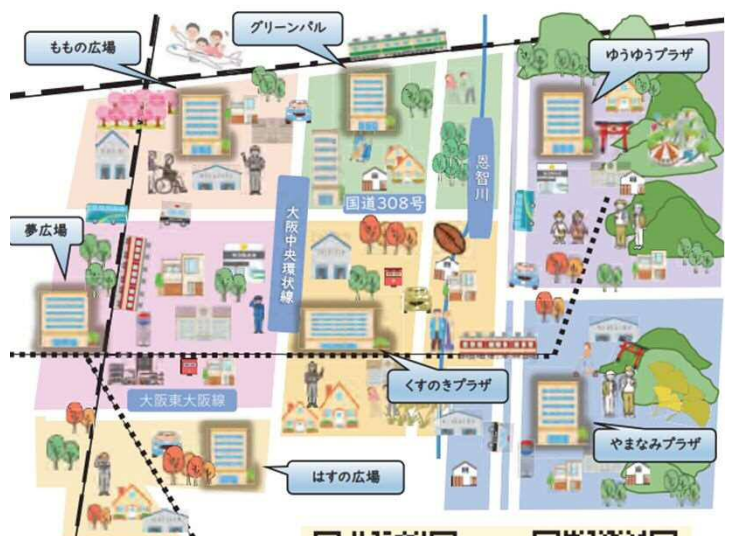 グリーンパル
ももの広場
ゆうゆうプラザ
恩智川
国道308号
大阪中央環状線
夢広場
くすのきプラザ
大阪東大阪線
やまなみプラザ
はすの広場